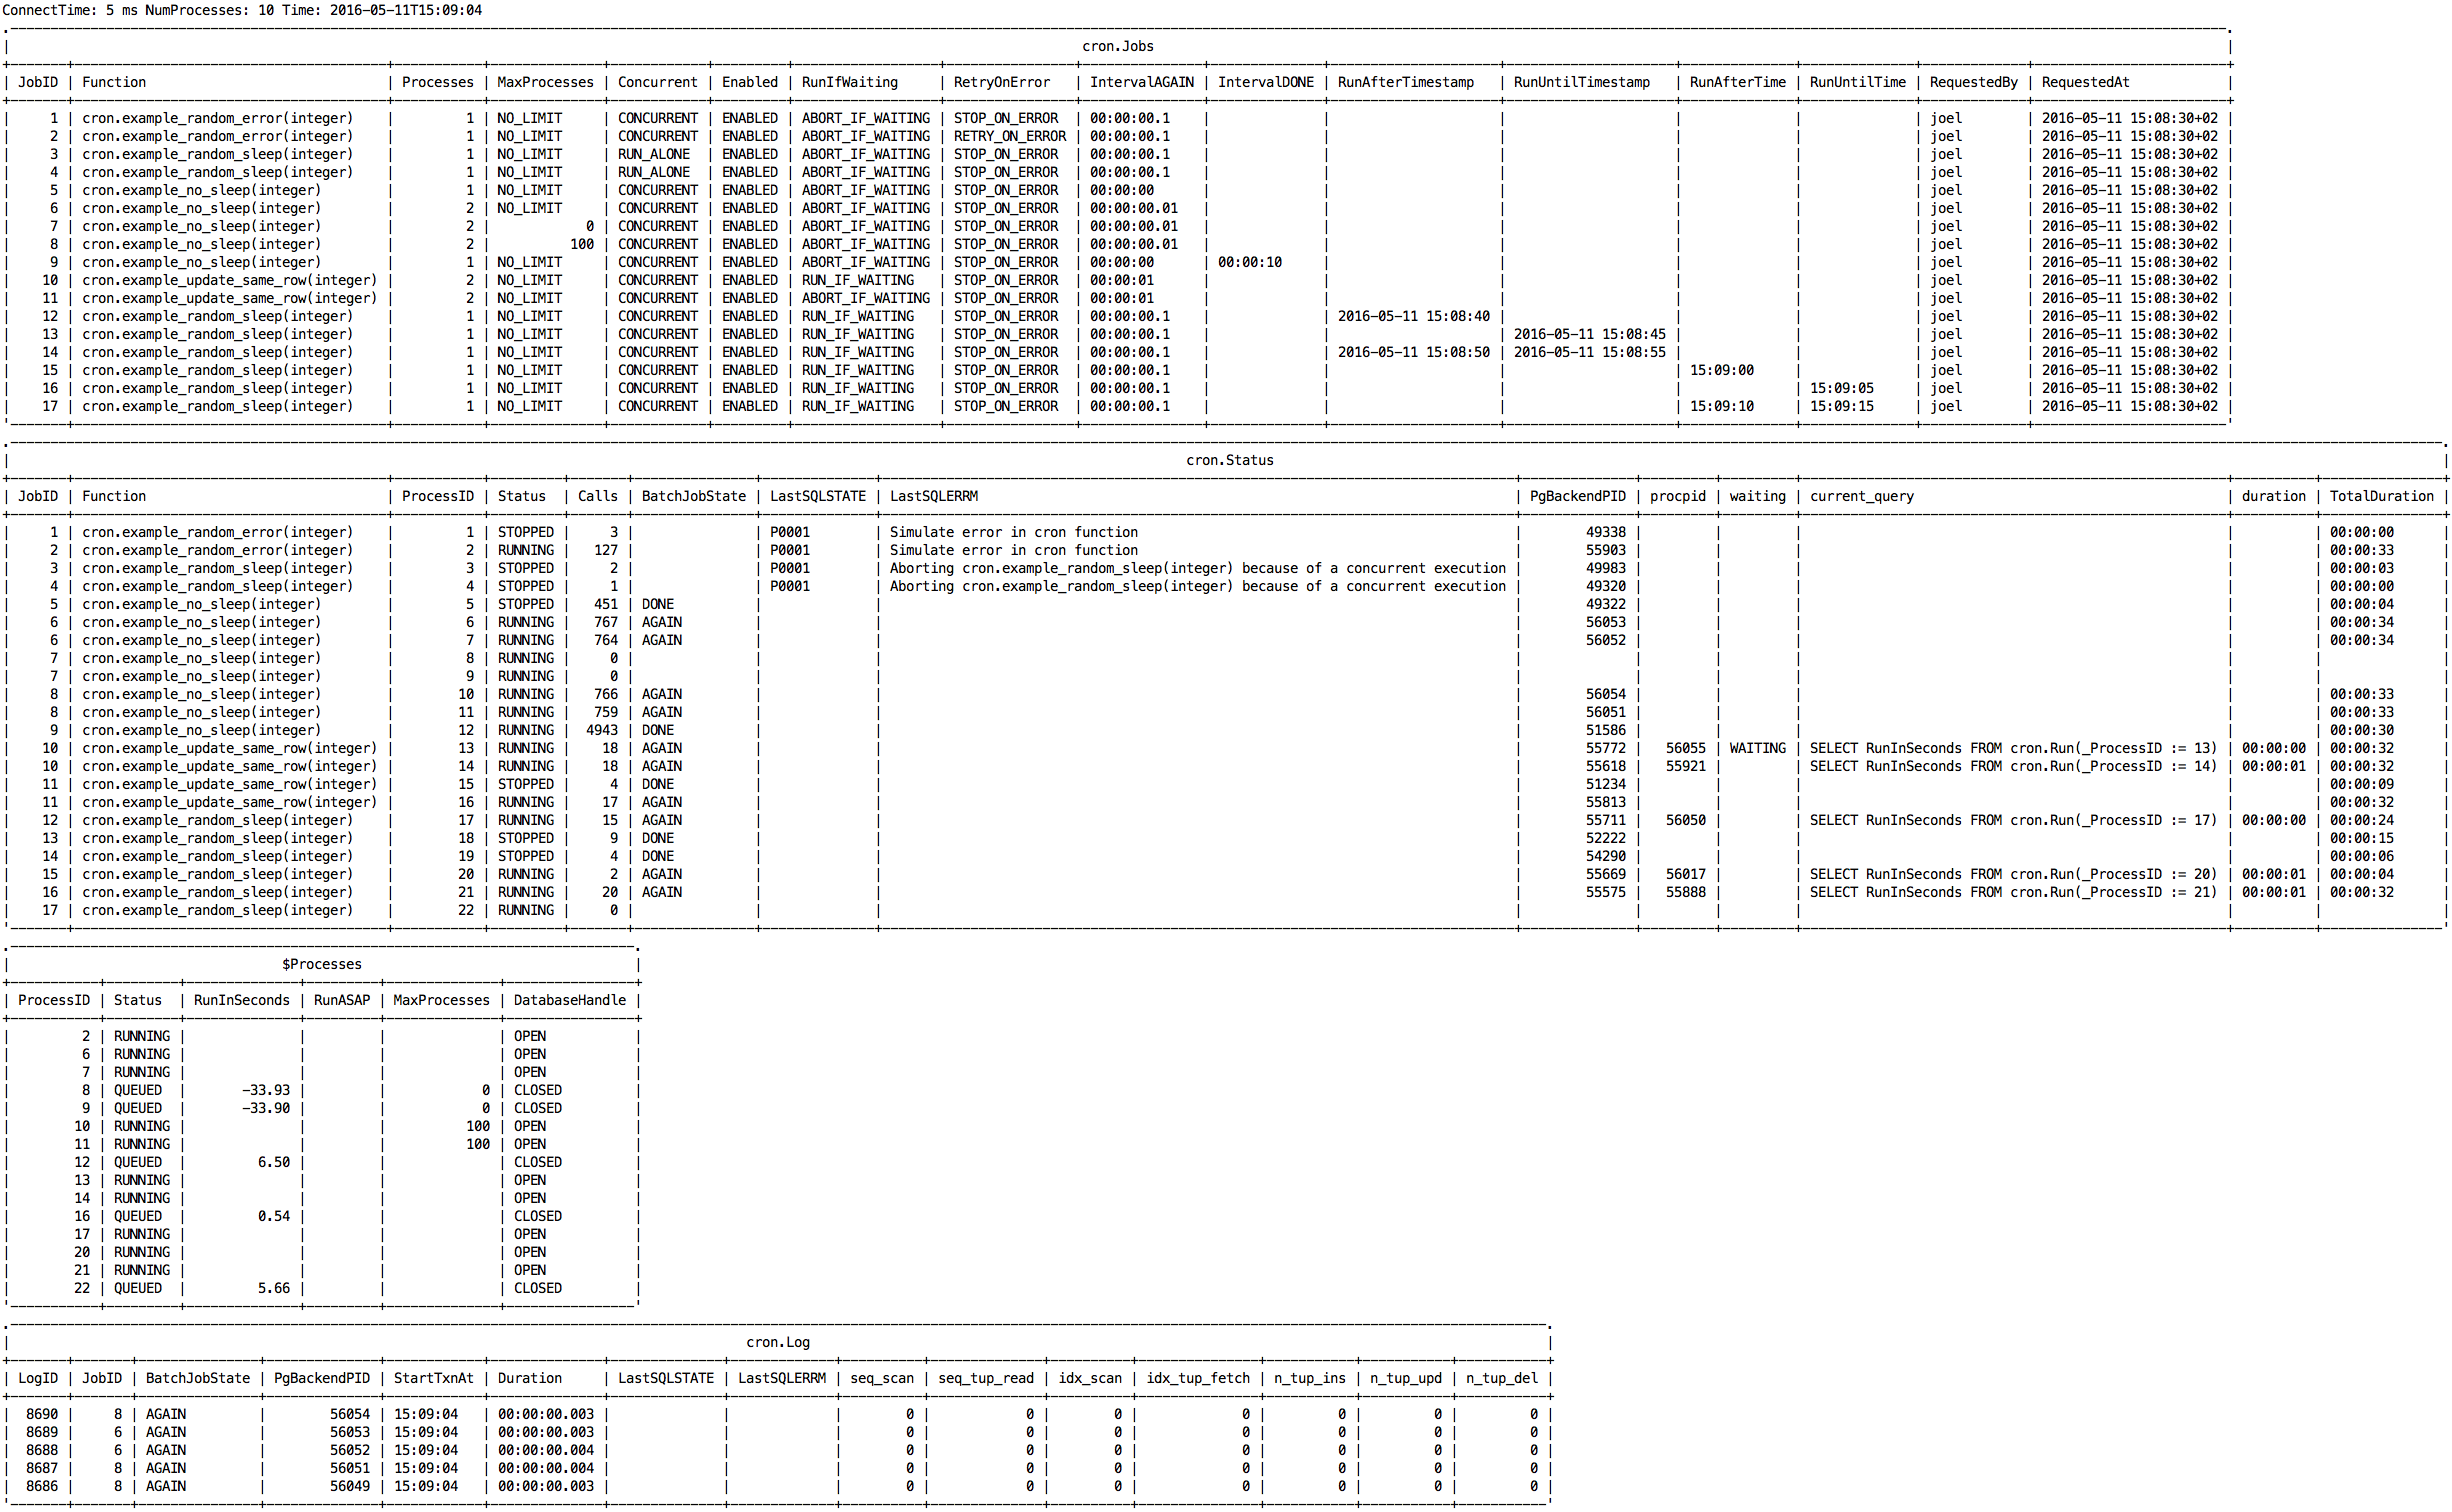 ConnectTime: 5 ms NumProcesses: 10 Time: 2016-05-11T15:09:04
cron.Jobs
| JobID | Function | Processes | MaxProcesses | Concurrent | Enabled | RunIfWaiting | RetryOnError | IntervalAGAIN | IntervalDONE | RunAfterTimestamp | RunUntilTimestamp | RunAfterTime | RunUntilTime | RequestedBy | RequestedAt |
| 1 | cron.example_random_error(integer) | 1 | NO_LIMIT | CONCURRENT | ENABLED | ABORT_IF_WAITING | STOP_ON_ERROR | 00:00:00.1 | | | | | | joel | 2016-05-11 15:08:30+02 |
| 2 | cron.example_random_error(integer) | 1 | NO_LIMIT | CONCURRENT | ENABLED | ABORT_IF_WAITING | RETRY_ON_ERROR | 00:00:00.1 | | | | | | joel | 2016-05-11 15:08:30+02 |
| 3 | cron.example_random_sleep(integer) | 1 | NO_LIMIT | RUN_ALONE | ENABLED | ABORT_IF_WAITING | STOP_ON_ERROR | 00:00:00.1 | | | | | | joel | 2016-05-11 15:08:30+02 |
| 4 | cron.example_random_sleep(integer) | 1 | NO_LIMIT | RUN_ALONE | ENABLED | ABORT_IF_WAITING | STOP_ON_ERROR | 00:00:00.1 | | | | | | joel | 2016-05-11 15:08:30+02 |
| 5 | cron.example_no_sleep(integer) | 1 | NO_LIMIT | CONCURRENT | ENABLED | ABORT_IF_WAITING | STOP_ON_ERROR | 00:00:00 | | | | | | joel | 2016-05-11 15:08:30+02 |
| 6 | cron.example_no_sleep(integer) | 2 | NO_LIMIT | CONCURRENT | ENABLED | ABORT_IF_WAITING | STOP_ON_ERROR | 00:00:00.01 | | | | | | joel | 2016-05-11 15:08:30+02 |
| 7 | cron.example_no_sleep(integer) | 2 | 0 | CONCURRENT | ENABLED | ABORT_IF_WAITING | STOP_ON_ERROR | 00:00:00.01 | | | | | | joel | 2016-05-11 15:08:30+02 |
| 8 | cron.example_no_sleep(integer) | 2 | 100 | CONCURRENT | ENABLED | ABORT_IF_WAITING | STOP_ON_ERROR | 00:00:00.01 | | | | | | joel | 2016-05-11 15:08:30+02 |
| 9 | cron.example_no_sleep(integer) | 1 | NO_LIMIT | CONCURRENT | ENABLED | ABORT_IF_WAITING | STOP_ON_ERROR | 00:00:00 | 00:00:10 | | | | | joel | 2016-05-11 15:08:30+02 |
| 10 | cron.example_update_same_row(integer) | 2 | NO_LIMIT | CONCURRENT | ENABLED | RUN_IF_WAITING | STOP_ON_ERROR | 00:00:01 | | | | | | joel | 2016-05-11 15:08:30+02 |
| 11 | cron.example_update_same_row(integer) | 2 | NO_LIMIT | CONCURRENT | ENABLED | ABORT_IF_WAITING | STOP_ON_ERROR | 00:00:01 | | | | | | joel | 2016-05-11 15:08:30+02 |
| 12 | cron.example_random_sleep(integer) | 1 | NO_LIMIT | CONCURRENT | ENABLED | RUN_IF_WAITING | STOP_ON_ERROR | 00:00:00.1 | | 2016-05-11 15:08:40 | | | | joel | 2016-05-11 15:08:30+02 |
| 13 | cron.example_random_sleep(integer) | 1 | NO_LIMIT | CONCURRENT | ENABLED | RUN_IF_WAITING | STOP_ON_ERROR | 00:00:00.1 | | | 2016-05-11 15:08:45 | | | joel | 2016-05-11 15:08:30+02 |
| 14 | cron.example_random_sleep(integer) | 1 | NO_LIMIT | CONCURRENT | ENABLED | RUN_IF_WAITING | STOP_ON_ERROR | 00:00:00.1 | | 2016-05-11 15:08:50 | 2016-05-11 15:08:55 | | | joel | 2016-05-11 15:08:30+02 |
| 15 | cron.example_random_sleep(integer) | 1 | NO_LIMIT | CONCURRENT | ENABLED | RUN_IF_WAITING | STOP_ON_ERROR | 00:00:00.1 | | | | 15:09:00 | | joel | 2016-05-11 15:08:30+02 |
| 16 | cron.example_random_sleep(integer) | 1 | NO_LIMIT | CONCURRENT | ENABLED | RUN_IF_WAITING | STOP_ON_ERROR | 00:00:00.1 | | | | | 15:09:05 | joel | 2016-05-11 15:08:30+02 |
| 17 | cron.example_random_sleep(integer) | 1 | NO_LIMIT | CONCURRENT | ENABLED | RUN_IF_WAITING | STOP_ON_ERROR | 00:00:00.1 | | | | 15:09:10 | 15:09:15 | joel | 2016-05-11 15:08:30+02 |
cron.Status
| JobID | Function | ProcessID | Status | Calls | BatchJobState | LastSQLSTATE | LastSQLERRM | PgBackendPID | procpid | waiting | current_query | duration | TotalDuration |
| 1 | cron.example_random_error(integer) | 1 | STOPPED | 3 | | P0001 | Simulate error in cron function | 49338 | | | | | 00:00:00 |
| 2 | cron.example_random_error(integer) | 2 | RUNNING | 127 | | P0001 | Simulate error in cron function | 55903 | | | | | 00:00:33 |
| 3 | cron.example_random_sleep(integer) | 3 | STOPPED | 2 | | P0001 | Aborting cron.example_random_sleep(integer) because of a concurrent execution | 49983 | | | | | 00:00:03 |
| 4 | cron.example_random_sleep(integer) | 4 | STOPPED | 1 | | P0001 | Aborting cron.example_random_sleep(integer) because of a concurrent execution | 49320 | | | | | 00:00:00 |
| 5 | cron.example_no_sleep(integer) | 5 | STOPPED | 451 | DONE | | | 49322 | | | | | 00:00:04 |
| 6 | cron.example_no_sleep(integer) | 6 | RUNNING | 767 | AGAIN | | | 56053 | | | | | 00:00:34 |
| 6 | cron.example_no_sleep(integer) | 7 | RUNNING | 764 | AGAIN | | | 56052 | | | | | 00:00:34 |
| 7 | cron.example_no_sleep(integer) | 8 | RUNNING | 0 | | | | | | | | | |
| 7 | cron.example_no_sleep(integer) | 9 | RUNNING | 0 | | | | | | | | | |
| 8 | cron.example_no_sleep(integer) | 10 | RUNNING | 766 | AGAIN | | | 56054 | | | | | 00:00:33 |
| 8 | cron.example_no_sleep(integer) | 11 | RUNNING | 759 | AGAIN | | | 56051 | | | | | 00:00:33 |
| 9 | cron.example_no_sleep(integer) | 12 | RUNNING | 4943 | DONE | | | 51586 | | | | | 00:00:30 |
| 10 | cron.example_update_same_row(integer) | 13 | RUNNING | 18 | AGAIN | | | 55772 | 56055 | WAITING | SELECT RunInSeconds FROM cron.Run(_ProcessID := 13) | 00:00:00 | 00:00:32 |
| 10 | cron.example_update_same_row(integer) | 14 | RUNNING | 18 | AGAIN | | | 55618 | 55921 | | SELECT RunInSeconds FROM cron.Run(_ProcessID := 14) | 00:00:01 | 00:00:32 |
| 11 | cron.example_update_same_row(integer) | 15 | STOPPED | 4 | DONE | | | 51234 | | | | | 00:00:09 |
| 11 | cron.example_update_same_row(integer) | 16 | RUNNING | 17 | AGAIN | | | 55813 | | | | | 00:00:32 |
| 12 | cron.example_random_sleep(integer) | 17 | RUNNING | 15 | AGAIN | | | 55711 | 56050 | | SELECT RunInSeconds FROM cron.Run(_ProcessID := 17) | 00:00:00 | 00:00:24 |
| 13 | cron.example_random_sleep(integer) | 18 | STOPPED | 9 | DONE | | | 52222 | | | | | 00:00:15 |
| 14 | cron.example_random_sleep(integer) | 19 | STOPPED | 4 | DONE | | | 54290 | | | | | 00:00:06 |
| 15 | cron.example_random_sleep(integer) | 20 | RUNNING | 2 | AGAIN | | | 55669 | 56017 | | SELECT RunInSeconds FROM cron.Run(_ProcessID := 20) | 00:00:01 | 00:00:04 |
| 16 | cron.example_random_sleep(integer) | 21 | RUNNING | 20 | AGAIN | | | 55575 | 55888 | | SELECT RunInSeconds FROM cron.Run(_ProcessID := 21) | 00:00:01 | 00:00:32 |
| 17 | cron.example_random_sleep(integer) | 22 | RUNNING | 0 | | | | | | | | | |
$Processes
| ProcessID | Status | RunInSeconds | RunASAP | MaxProcesses | DatabaseHandle |
| 2 | RUNNING | | | | OPEN |
| 6 | RUNNING | | | | OPEN |
| 7 | RUNNING | | | | OPEN |
| 8 | QUEUED | -33.93 | | 0 | CLOSED |
| 9 | QUEUED | -33.90 | | 0 | CLOSED |
| 10 | RUNNING | | | 100 | OPEN |
| 11 | RUNNING | | | 100 | OPEN |
| 12 | QUEUED | 6.50 | | | CLOSED |
| 13 | RUNNING | | | | OPEN |
| 14 | RUNNING | | | | OPEN |
| 16 | QUEUED | 0.54 | | | CLOSED |
| 17 | RUNNING | | | | OPEN |
| 20 | RUNNING | | | | OPEN |
| 21 | RUNNING | | | | OPEN |
| 22 | QUEUED | 5.66 | | | CLOSED |
cron.Log
| LogID | JobID | BatchJobState | PgBackendPID | StartTxnAt | Duration | LastSQLSTATE | LastSQLERRM | seq_scan | seq_tup_read | idx_scan | idx_tup_fetch | n_tup_ins | n_tup_upd | n_tup_del |
| 8690 | 8 | AGAIN | 56054 | 15:09:04 | 00:00:00.003 | | | 0 | 0 | 0 | 0 | 0 | 0 | 0 |
| 8689 | 6 | AGAIN | 56053 | 15:09:04 | 00:00:00.003 | | | 0 | 0 | 0 | 0 | 0 | 0 | 0 |
| 8688 | 6 | AGAIN | 56052 | 15:09:04 | 00:00:00.004 | | | 0 | 0 | 0 | 0 | 0 | 0 | 0 |
| 8687 | 8 | AGAIN | 56051 | 15:09:04 | 00:00:00.004 | | | 0 | 0 | 0 | 0 | 0 | 0 | 0 |
| 8686 | 8 | AGAIN | 56049 | 15:09:04 | 00:00:00.003 | | | 0 | 0 | 0 | 0 | 0 | 0 | 0 |